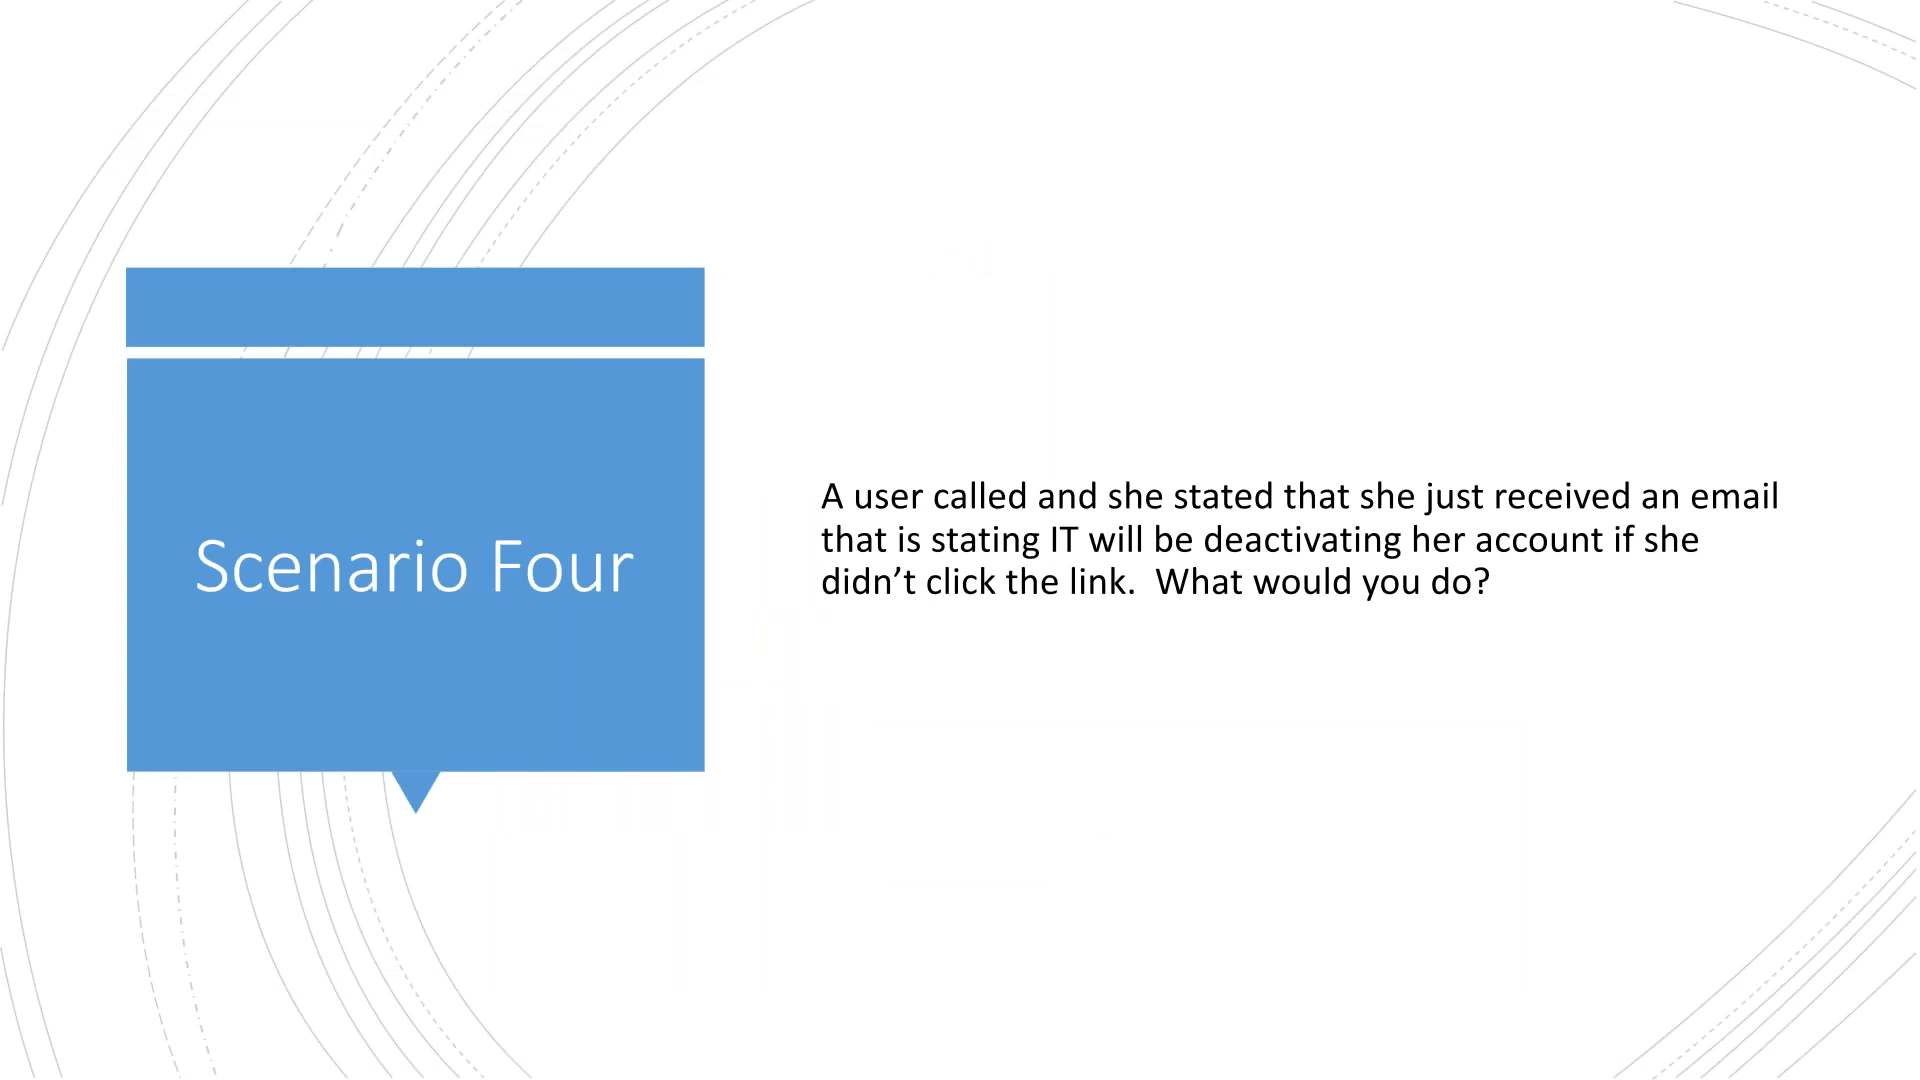 Scenario Four
A user called and she stated that she just received an email
that is stating IT will be deactivating her account if she
didn’t click the link.  What would you do?